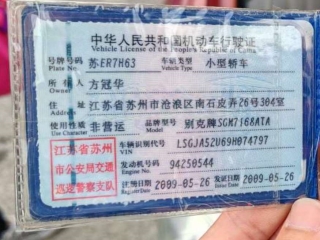 中华人民共和国机动车行驶证
Vehicle License of the People's Republic of China
号牌号码 苏ER7H63 车辆类型 小型轿车
Plate No. Vehicle Type
所有人 方冠华
Owner
住址 江苏省苏州市沧浪区南石皮弄26号304室
Address
使用性质 非营运 品牌型号 别克牌SGM7168ATA
Use Character Model
江苏省苏州
市公安局交通
巡逻警察支队
车辆识别代号 LSGJA52U69H074797
VIN
发动机号码 94250544
Engine No.
注册日期 2009-05-26 发证日期 2009-05-26
Register Date Issue Date